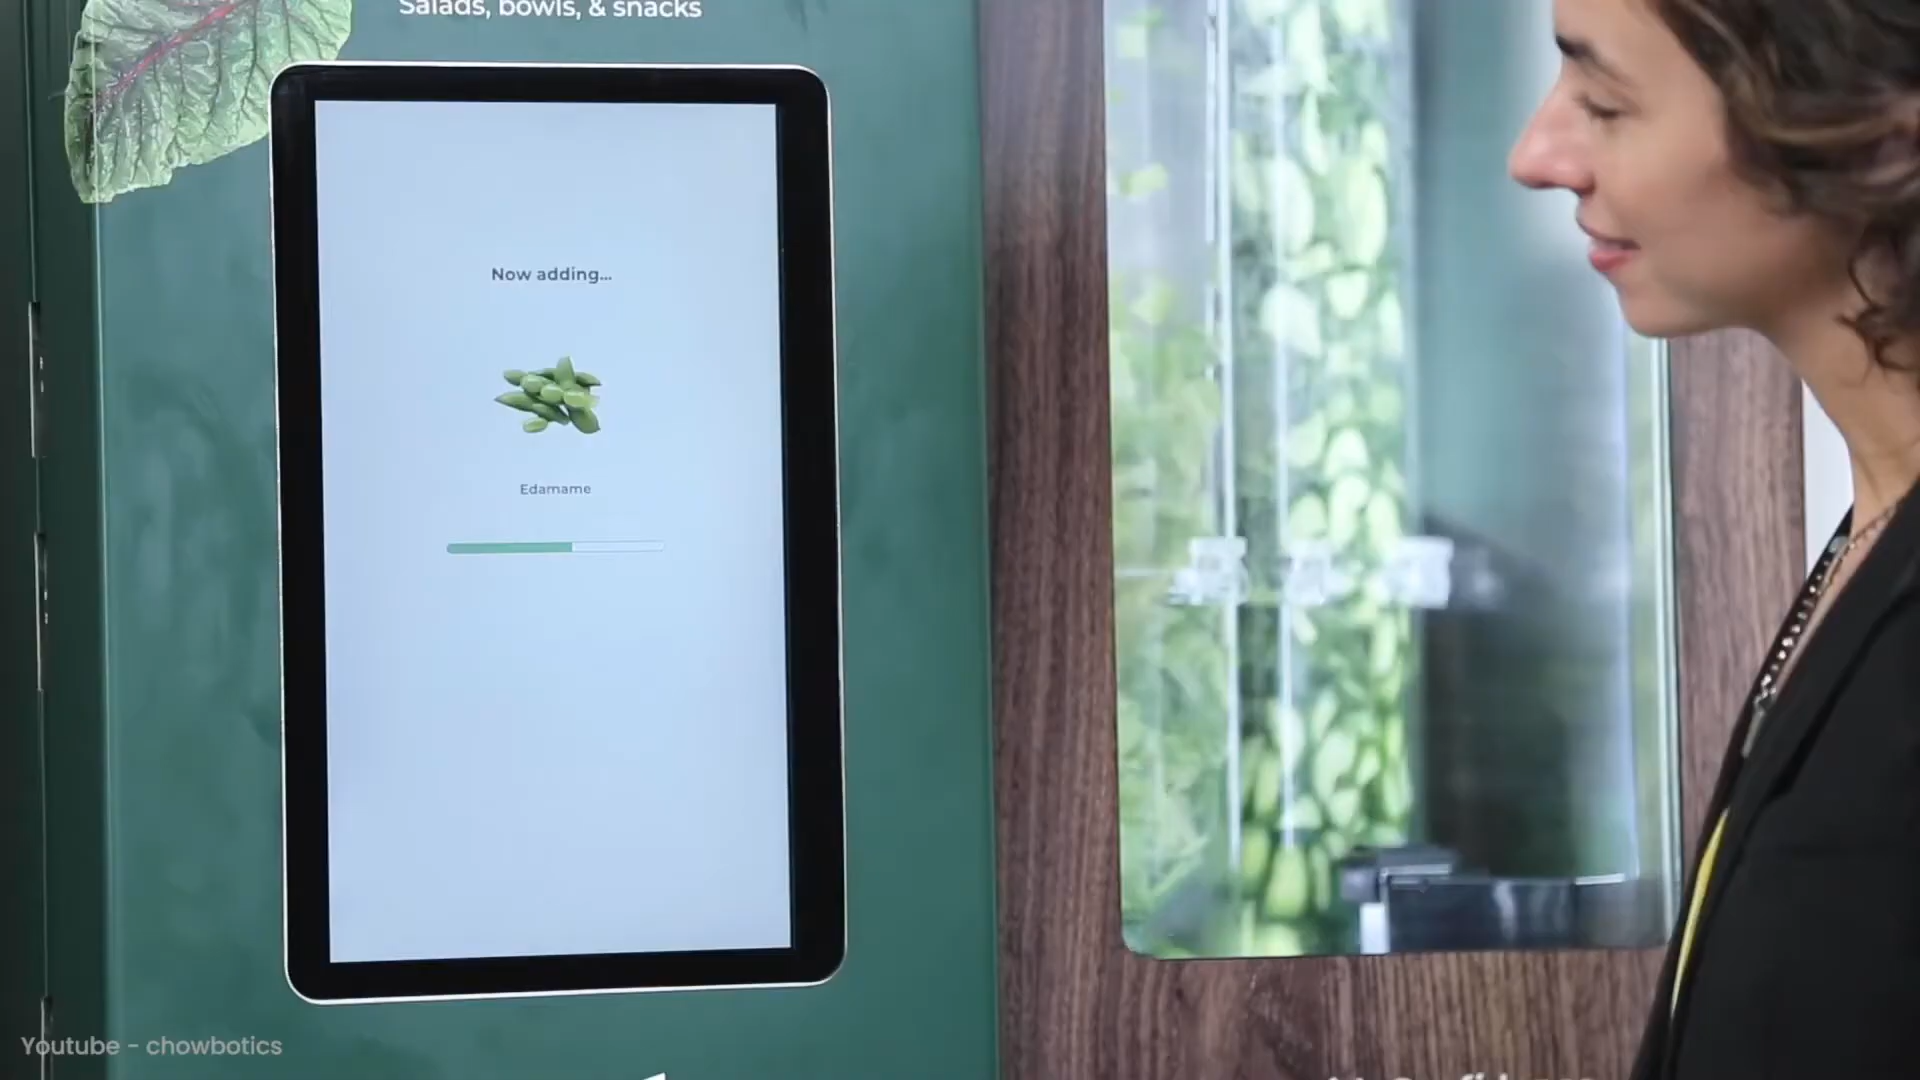 Salads, bowls, & snacks
Now adding...
Edamame
Youtube - chowbotics